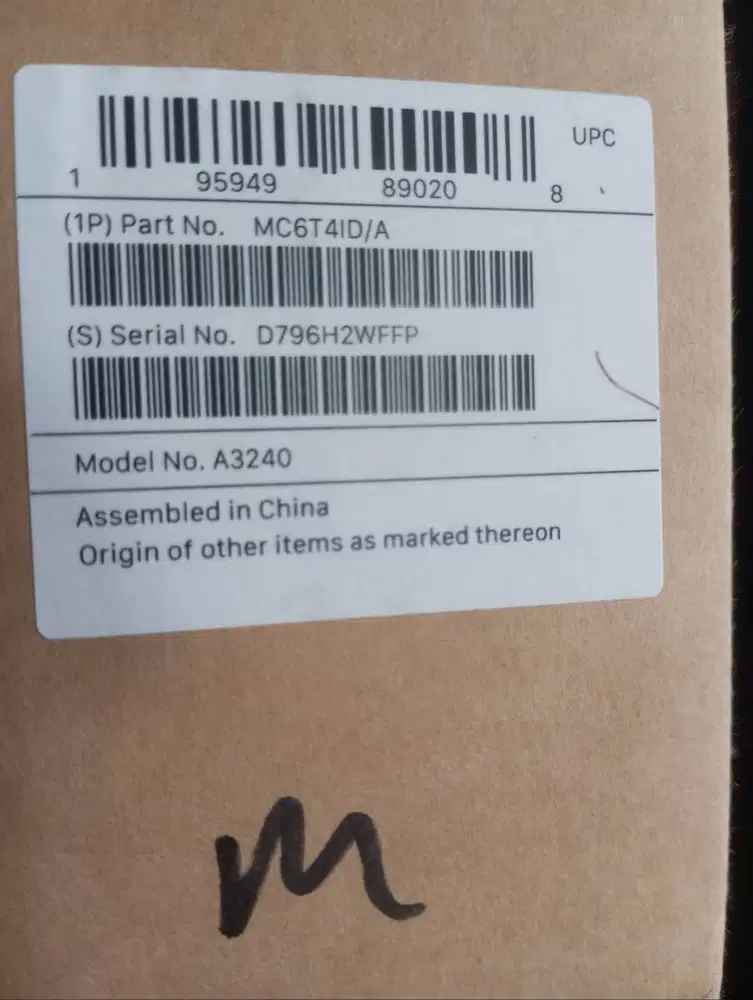 UPC
1 95949 89020 8
(1P) Part No. MC6T4ID/A
(S) Serial No. D796H2WFFP
Model No. A3240
Assembled in China
Origin of other items as marked thereon
M